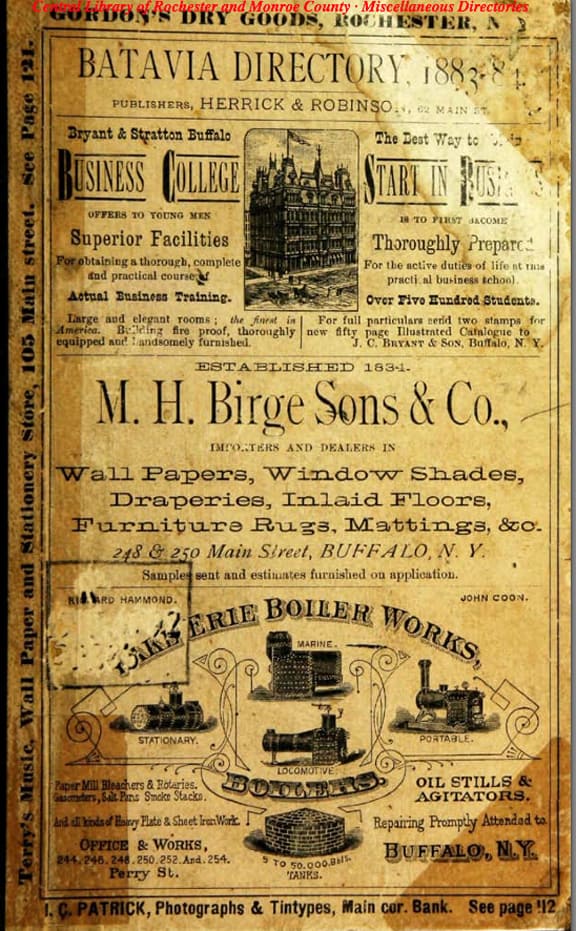 Central Library of Rochester and Monroe County · Miscellaneous Directories
GORDON'S DRY GOODS, ROCHESTER, N
BATAVIA DIRECTORY, 1883-84
PUBLISHERS, HERRICK & ROBINSON, 62 MAIN ST.
Terry's Music, Wall Paper and Stationery Store, 105 Main street. See Page 121.
Bryant & Stratton Buffalo
BUSINESS COLLEGE
OFFERS TO YOUNG MEN
Superior Facilities
For obtaining a thorough, complete
and practical course of
Actual Business Training.
Large and elegant rooms; the finest in
America. Building fire proof, thoroughly
equipped and handsomely furnished.
The Best Way to
START IN BUSINESS
IS TO FIRST BECOME
Thoroughly Prepared
For the active duties of life at this
practical business school.
Over Five Hundred Students.
For full particulars send two stamps for
new fifty page Illustrated Catalogue to
J. C. BRYANT & SON, Buffalo, N. Y.
ESTABLISHED 1834.
M. H. Birge Sons & Co.,
IMPORTERS AND DEALERS IN
Wall Papers, Window Shades,
Draperies, Inlaid Floors,
Furniture Rugs, Mattings, &c.
248 & 250 Main Street, BUFFALO, N. Y.
Samples sent and estimates furnished on application.
RICHARD HAMMOND.
JOHN COON.
LAKE ERIE BOILER WORKS,
MARINE.
STATIONARY.
PORTABLE.
LOCOMOTIVE.
BOILERS.
Paper Mill Bleachers & Rotaries.
Gasometers, Salt Pans Smoke Stacks.
And all kinds of Heavy Plate & Sheet Iron Work.
OFFICE & WORKS,
244.246.248.250.252.And.254.
Perry St.
5 TO 50.000.Bbls.
TANKS.
OIL STILLS &
AGITATORS.
Repairing Promptly Attended to.
BUFFALO, N.Y.
I. C. PATRICK, Photographs & Tintypes, Main cor. Bank. See page 112